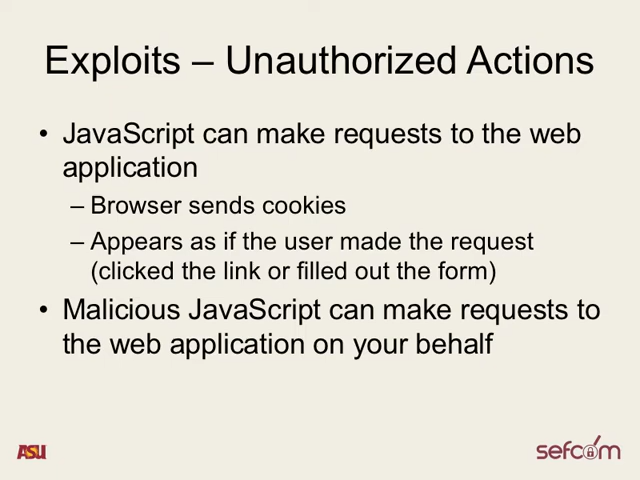 Exploits – Unauthorized Actions
• JavaScript can make requests to the web
application
– Browser sends cookies
– Appears as if the user made the request
(clicked the link or filled out the form)
• Malicious JavaScript can make requests to
the web application on your behalf
ASU
sefcom